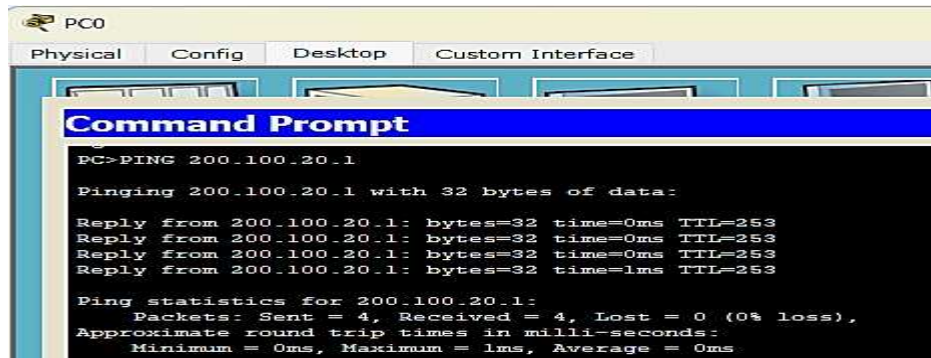 PC0
Physical Config Desktop Custom Interface
Command Prompt
PC>PING 200.100.20.1
Pinging 200.100.20.1 with 32 bytes of data:
Reply from 200.100.20.1: bytes=32 time=0ms TTL=253
Reply from 200.100.20.1: bytes=32 time=0ms TTL=253
Reply from 200.100.20.1: bytes=32 time=0ms TTL=253
Reply from 200.100.20.1: bytes=32 time=1ms TTL=253
Ping statistics for 200.100.20.1:
Packets: Sent = 4, Received = 4, Lost = 0 (0% loss),
Approximate round trip times in milli-seconds:
Minimum = 0ms, Maximum = 1ms, Average = 0ms